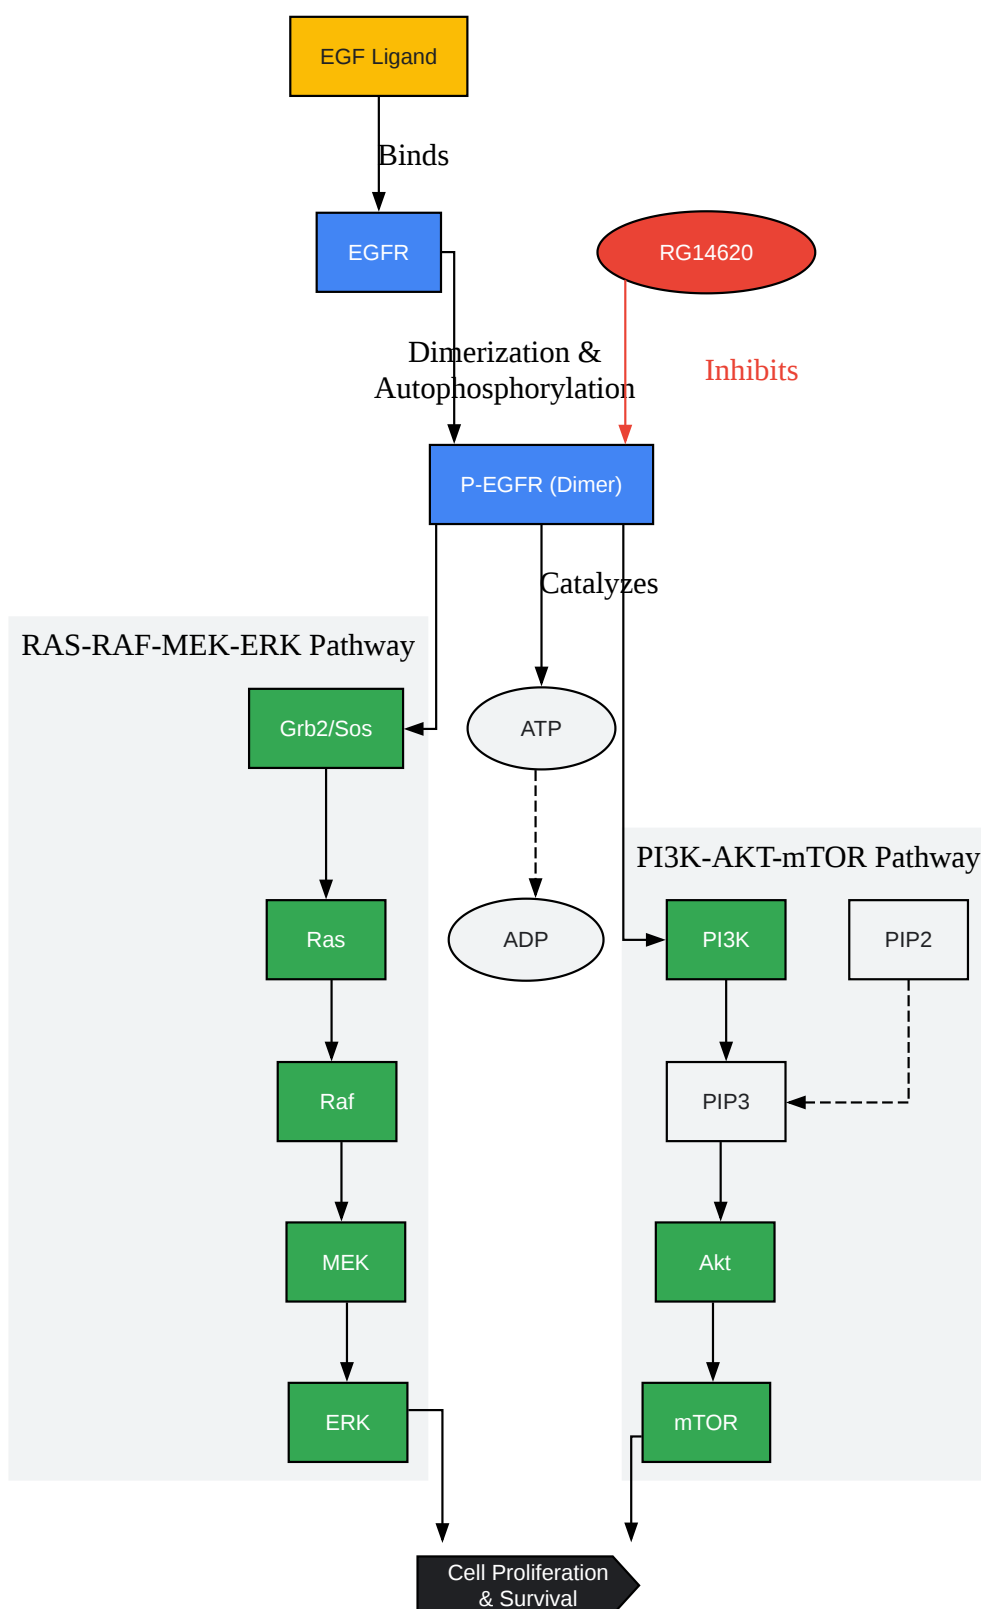 EGF Ligand
Binds
EGFR
RG14620
Dimerization &
Autophosphorylation
Inhibits
P-EGFR (Dimer)
Catalyzes
RAS-RAF-MEK-ERK Pathway
Grb2/Sos
ATP
PI3K-AKT-mTOR Pathway
Ras
ADP
PI3K
PIP2
Raf
PIP3
MEK
Akt
ERK
mTOR
Cell Proliferation
& Survival